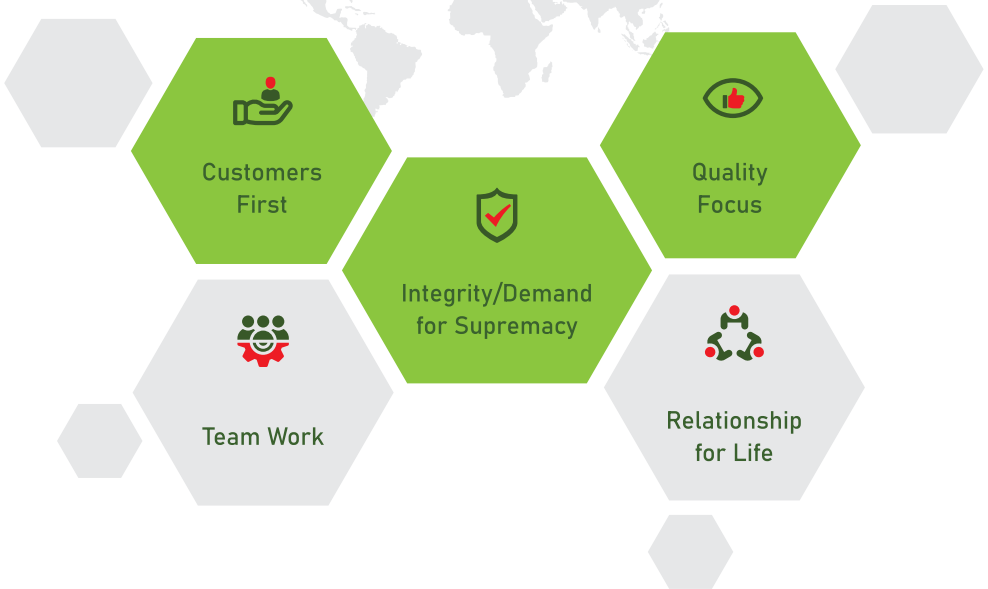 Customers
First
Quality
Focus
Integrity/Demand
for Supremacy
Team Work
Relationship
for Life